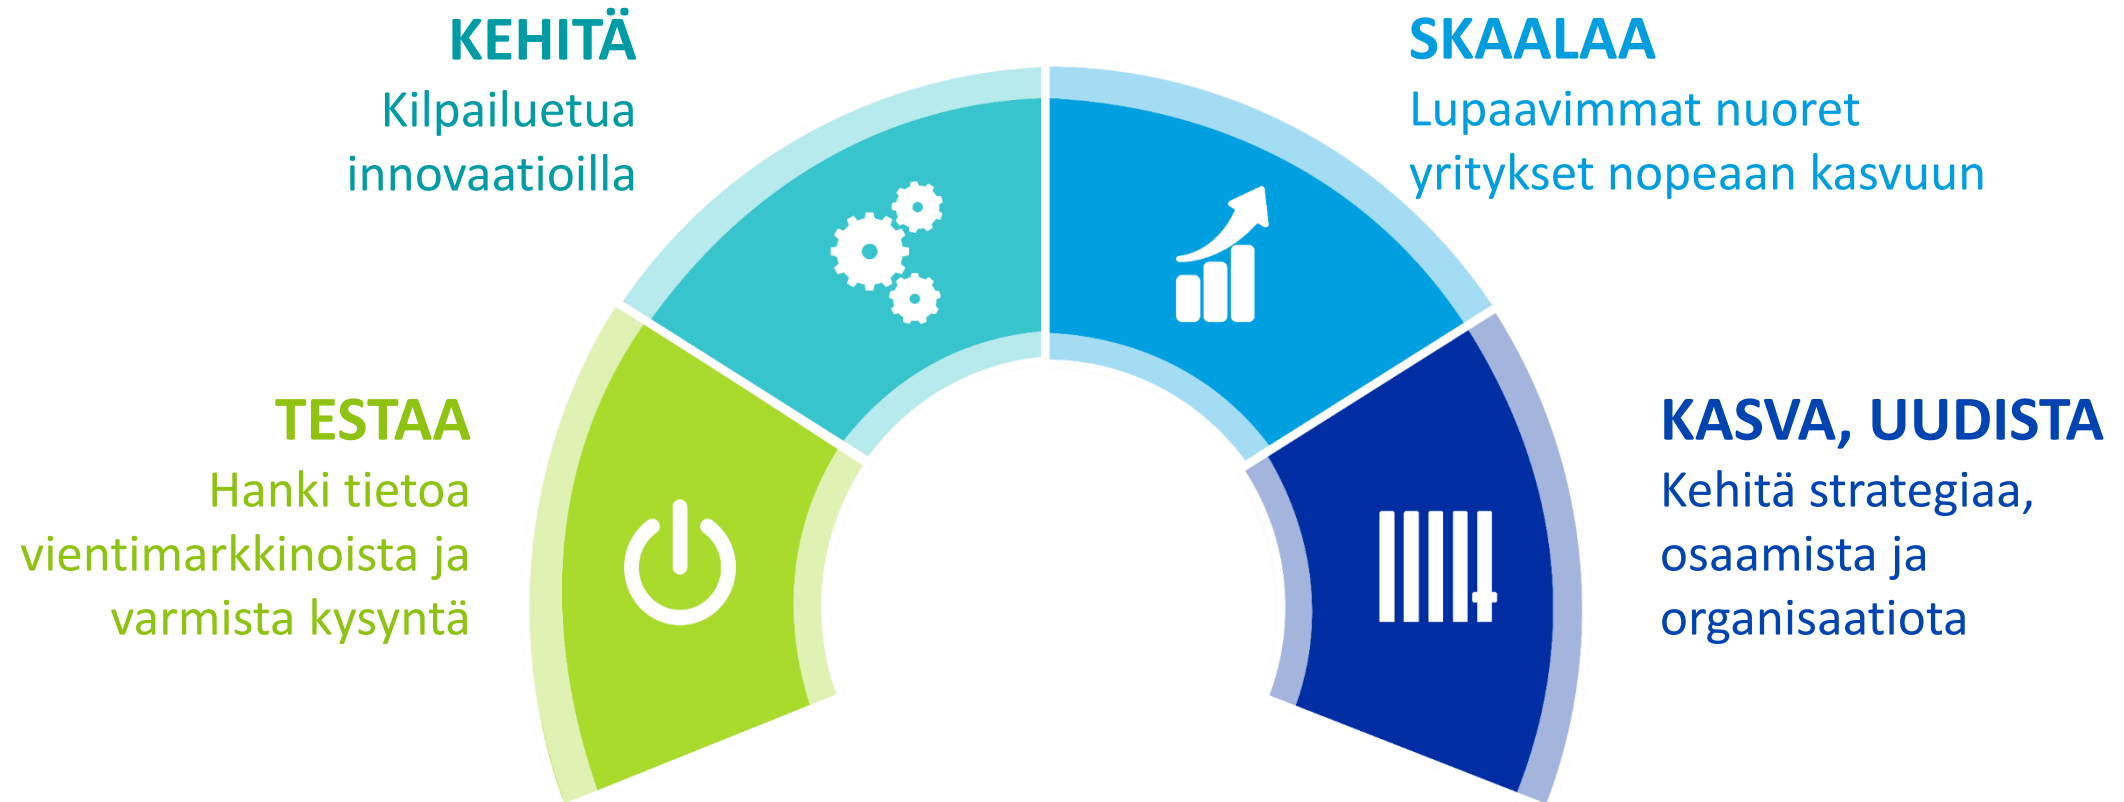 KEHITÄ
Kilpailuetua
innovaatioilla
SKAALAA
Lupaavimmat nuoret
yritykset nopeaan kasvuun
TESTAA
Hanki tietoa
vientimarkkinoista ja
varmista kysyntä
KASVA, UUDISTA
Kehitä strategiaa,
osaamista ja
organisaatiota